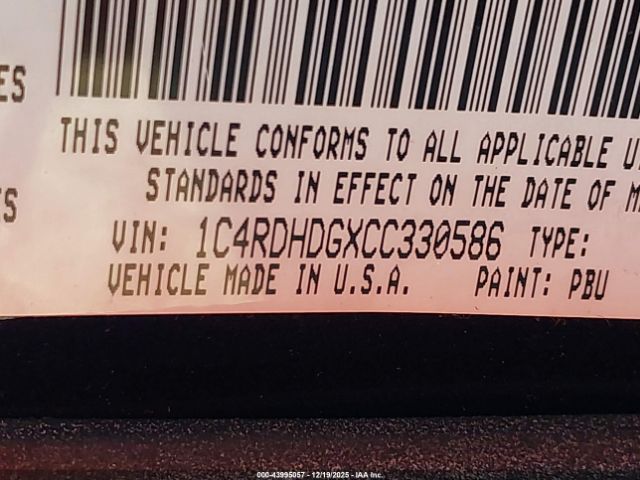 ES
THIS VEHICLE CONFORMS TO ALL APPLICABLE
STANDARDS IN EFFECT ON THE DATE OF
S
VIN: 1C4RDHDGXCC330586 TYPE:
VEHICLE MADE IN U.S.A. PAINT: PBU
000-43995057 - 12/19/2025 - IAA Inc.